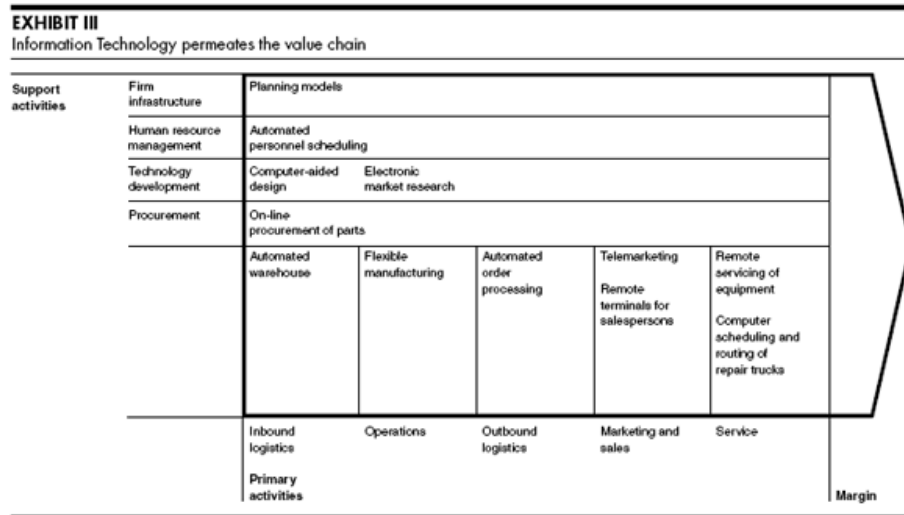 EXHIBIT III
Information Technology permeates the value chain
Support
activities
Firm
infrastructure
Planning models
Human resource
management
Automated
personnel scheduling
Technology
development
Computer-aided
design
Electronic
market research
Procurement
On-line
procurement of parts
Automated
warehouse
Flexible
manufacturing
Automated
order
processing
Telemarketing
Remote
terminals for
salespersons
Remote
servicing of
equipment
Computer
scheduling and
routing of
repair trucks
Inbound
logistics
Operations
Outbound
logistics
Marketing and
sales
Service
Primary
activities
Margin